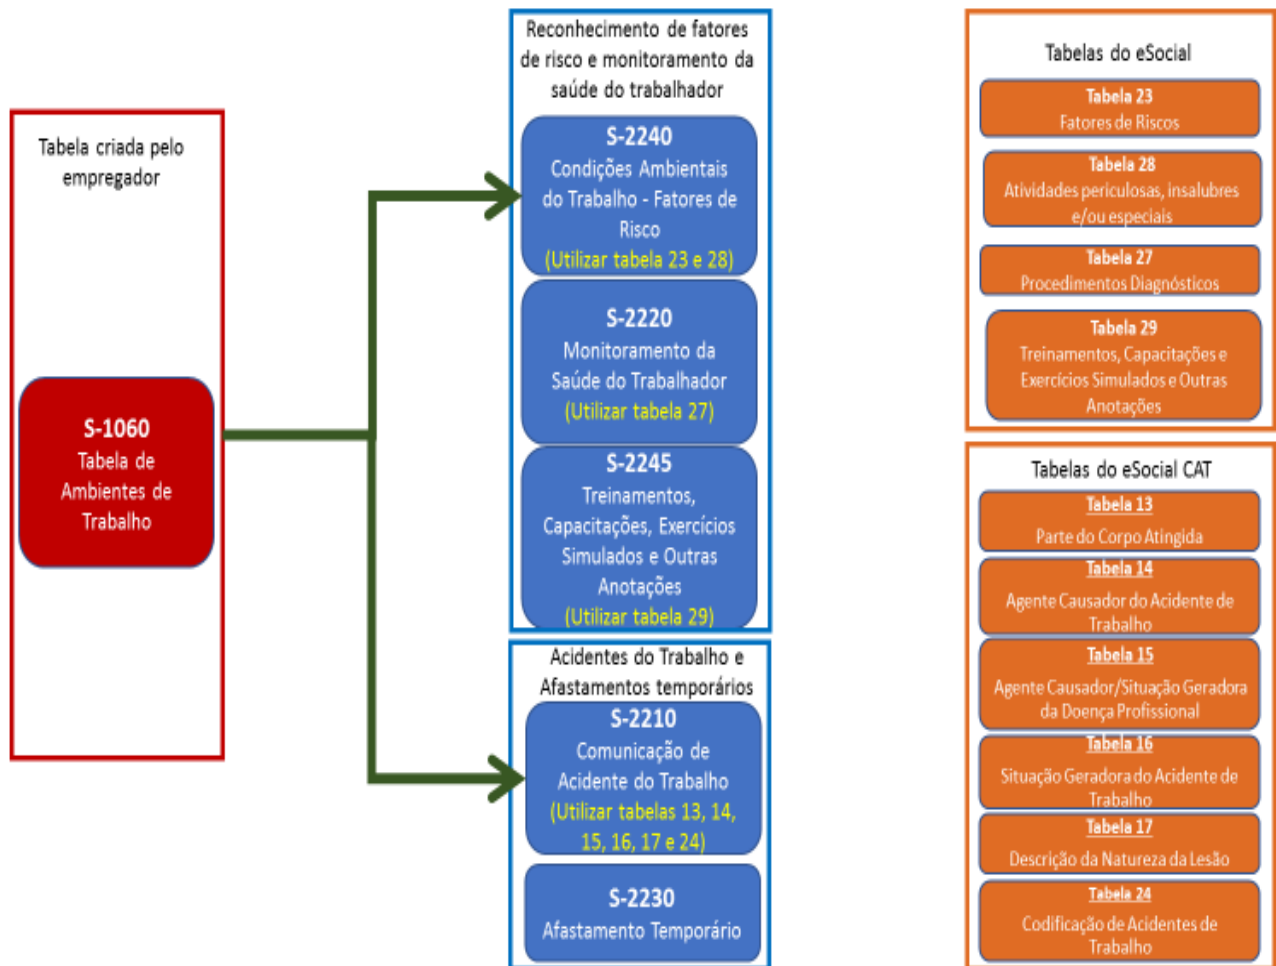 Tabela criada pelo
empregador
S-1060
Tabela de
Ambientes de
Trabalho
Reconhecimento de fatores
de risco e monitoramento da
saúde do trabalhador
S-2240
Condições Ambientais
do Trabalho - Fatores de
Risco
(Utilizar tabela 23 e 28)
S-2220
Monitoramento da
Saúde do Trabalhador
(Utilizar tabela 27)
S-2245
Treinamentos,
Capacitações, Exercícios
Simulados e Outras
Anotações
(Utilizar tabela 29)
Acidentes do Trabalho e
Afastamentos temporários
S-2210
Comunicação de
Acidente do Trabalho
(Utilizar tabelas 13, 14,
15, 16, 17 e 24)
S-2230
Afastamento Temporário
Tabelas do eSocial
Tabela 23
Fatores de Riscos
Tabela 28
Atividades periculosas, insalubres
e/ou especiais
Tabela 27
Procedimentos Diagnósticos
Tabela 29
Treinamentos, Capacitações e
Exercícios Simulados e Outras
Anotações
Tabelas do eSocial CAT
Tabela 13
Parte do Corpo Atingida
Tabela 14
Agente Causador do Acidente de
Trabalho
Tabela 15
Agente Causador/Situação Geradora
da Doença Profissional
Tabela 16
Situação Geradora do Acidente de
Trabalho
Tabela 17
Descrição da Natureza da Lesão
Tabela 24
Codificação de Acidentes de
Trabalho